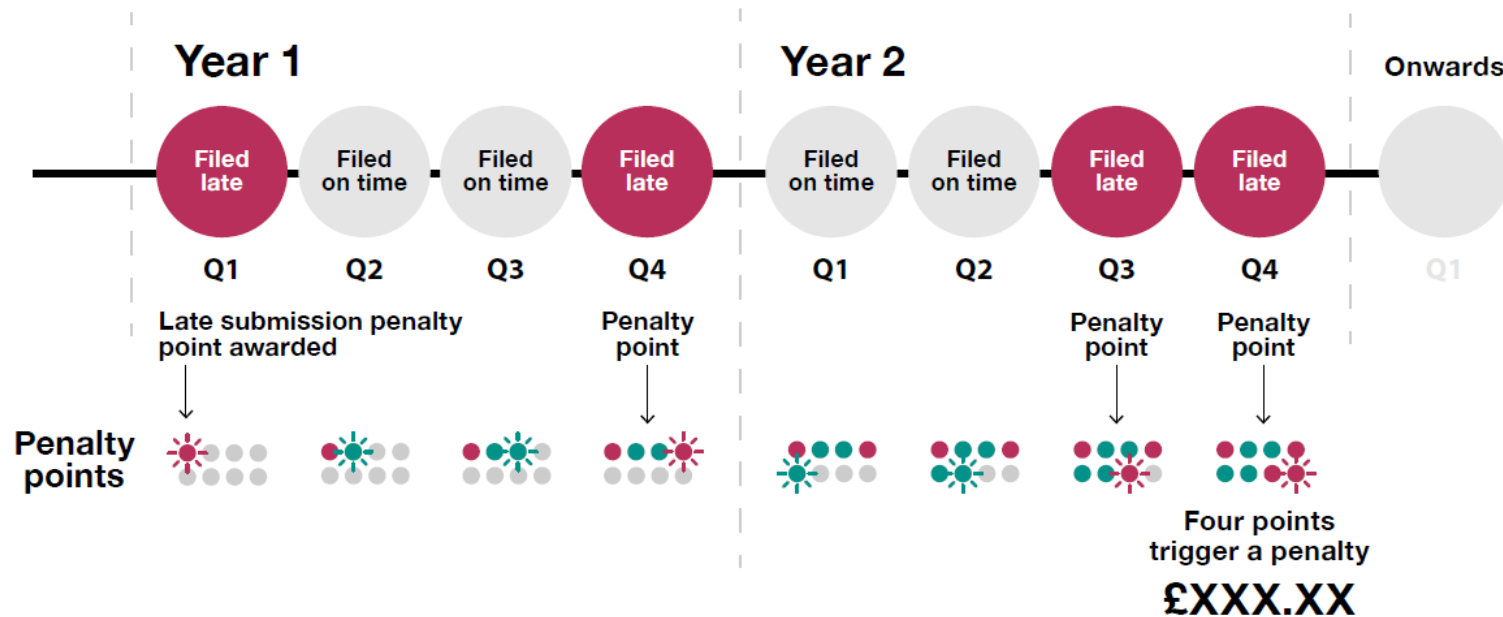 Year 1
Year 2
Onwards
Filed
late
Filed
on time
Filed
on time
Filed
late
Filed
on time
Filed
on time
Filed
late
Filed
late
Q1
Q2
Q3
Q4
Q1
Q2
Q3
Q4
Q1
Late submission penalty
point awarded
Penalty
point
Penalty
point
Penalty
point
Penalty
points
Four points
trigger a penalty
£XXX.XX